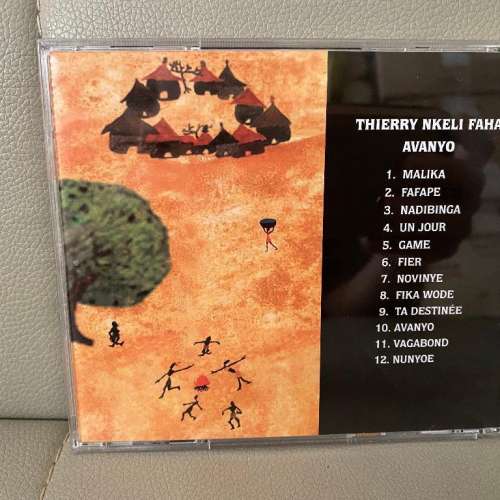 THIERRY NKELI FAHA
AVANYO
1. MALIKA
2. FAFAPE
3. NADIBINGA
4. UN JOUR
5. GAME
6. FIER
7. NOVINYE
8. FIKA WODE
9. TA DESTINÉE
10. AVANYO
11. VAGABOND
12. NUNYOE